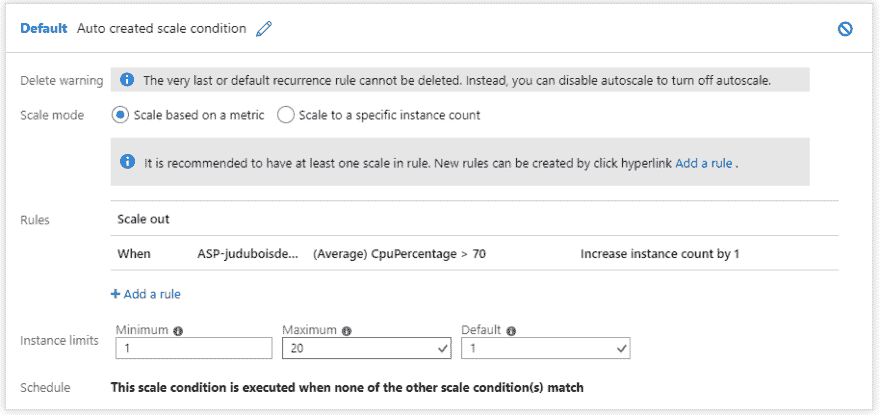 Default Auto created scale condition
Delete warning The very last or default recurrence rule cannot be deleted. Instead, you can disable autoscale to turn off autoscale.
Scale mode Scale based on a metric Scale to a specific instance count
It is recommended to have at least one scale in rule. New rules can be created by click hyperlink Add a rule .
Rules Scale out
When ASP-juduboisde... (Average) CpuPercentage > 70 Increase instance count by 1
+ Add a rule
Minimum Maximum Default
Instance limits 1 20 1
Schedule This scale condition is executed when none of the other scale condition(s) match